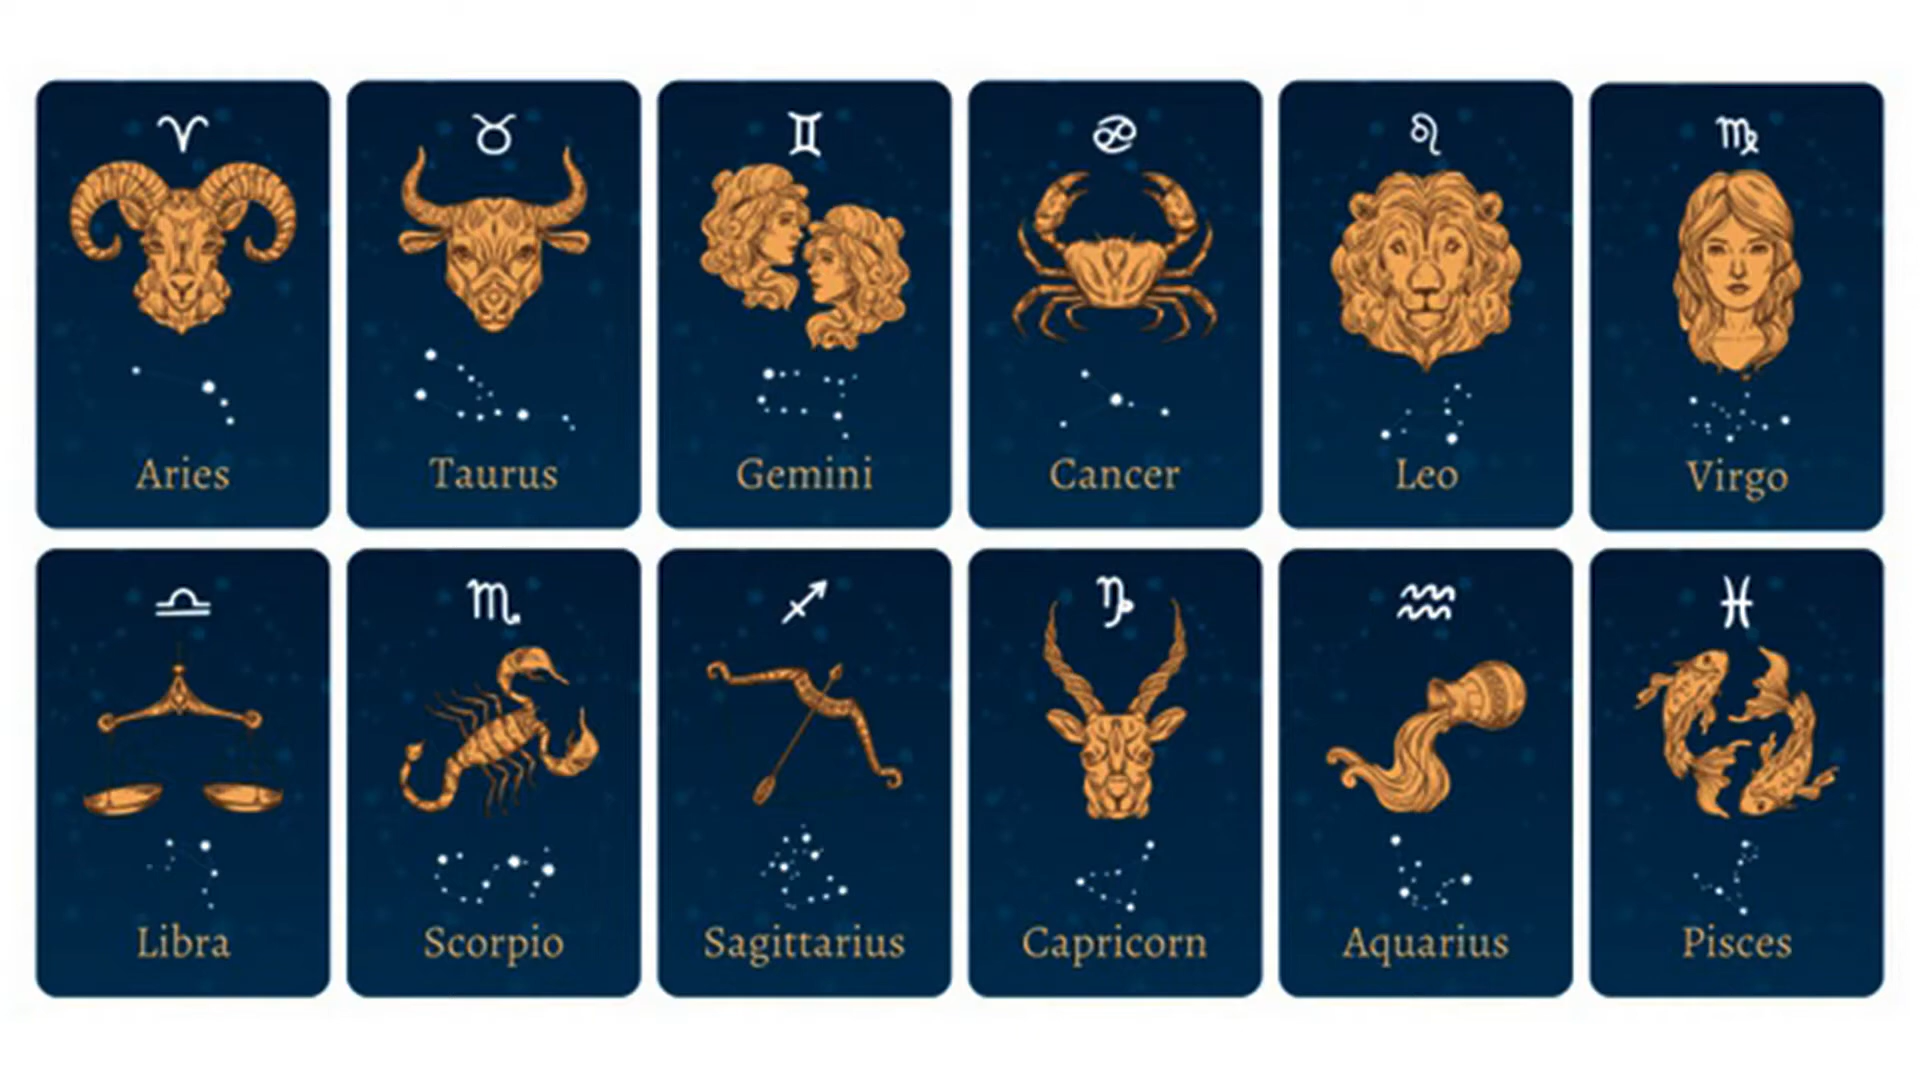 ♈ ♉ ♊ ♋ ♌ ♍
Aries Taurus Gemini Cancer Leo Virgo
♎ ♏ ♐ ♑ ♒ ♓
Libra Scorpio Sagittarius Capricorn Aquarius Pisces